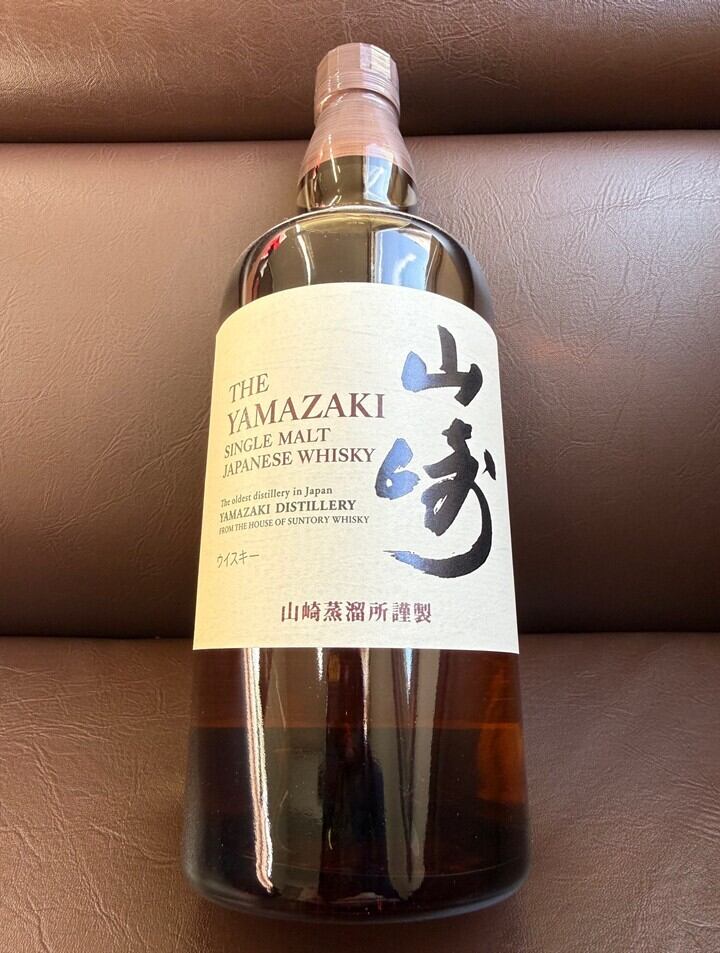 THE
YAMAZAKI
SINGLE MALT
JAPANESE WHISKY
The oldest distillery in Japan
YAMAZAKI DISTILLERY
FROM THE HOUSE OF SUNTORY WHISKY
ウイスキー
山崎
山崎蒸溜所謹製